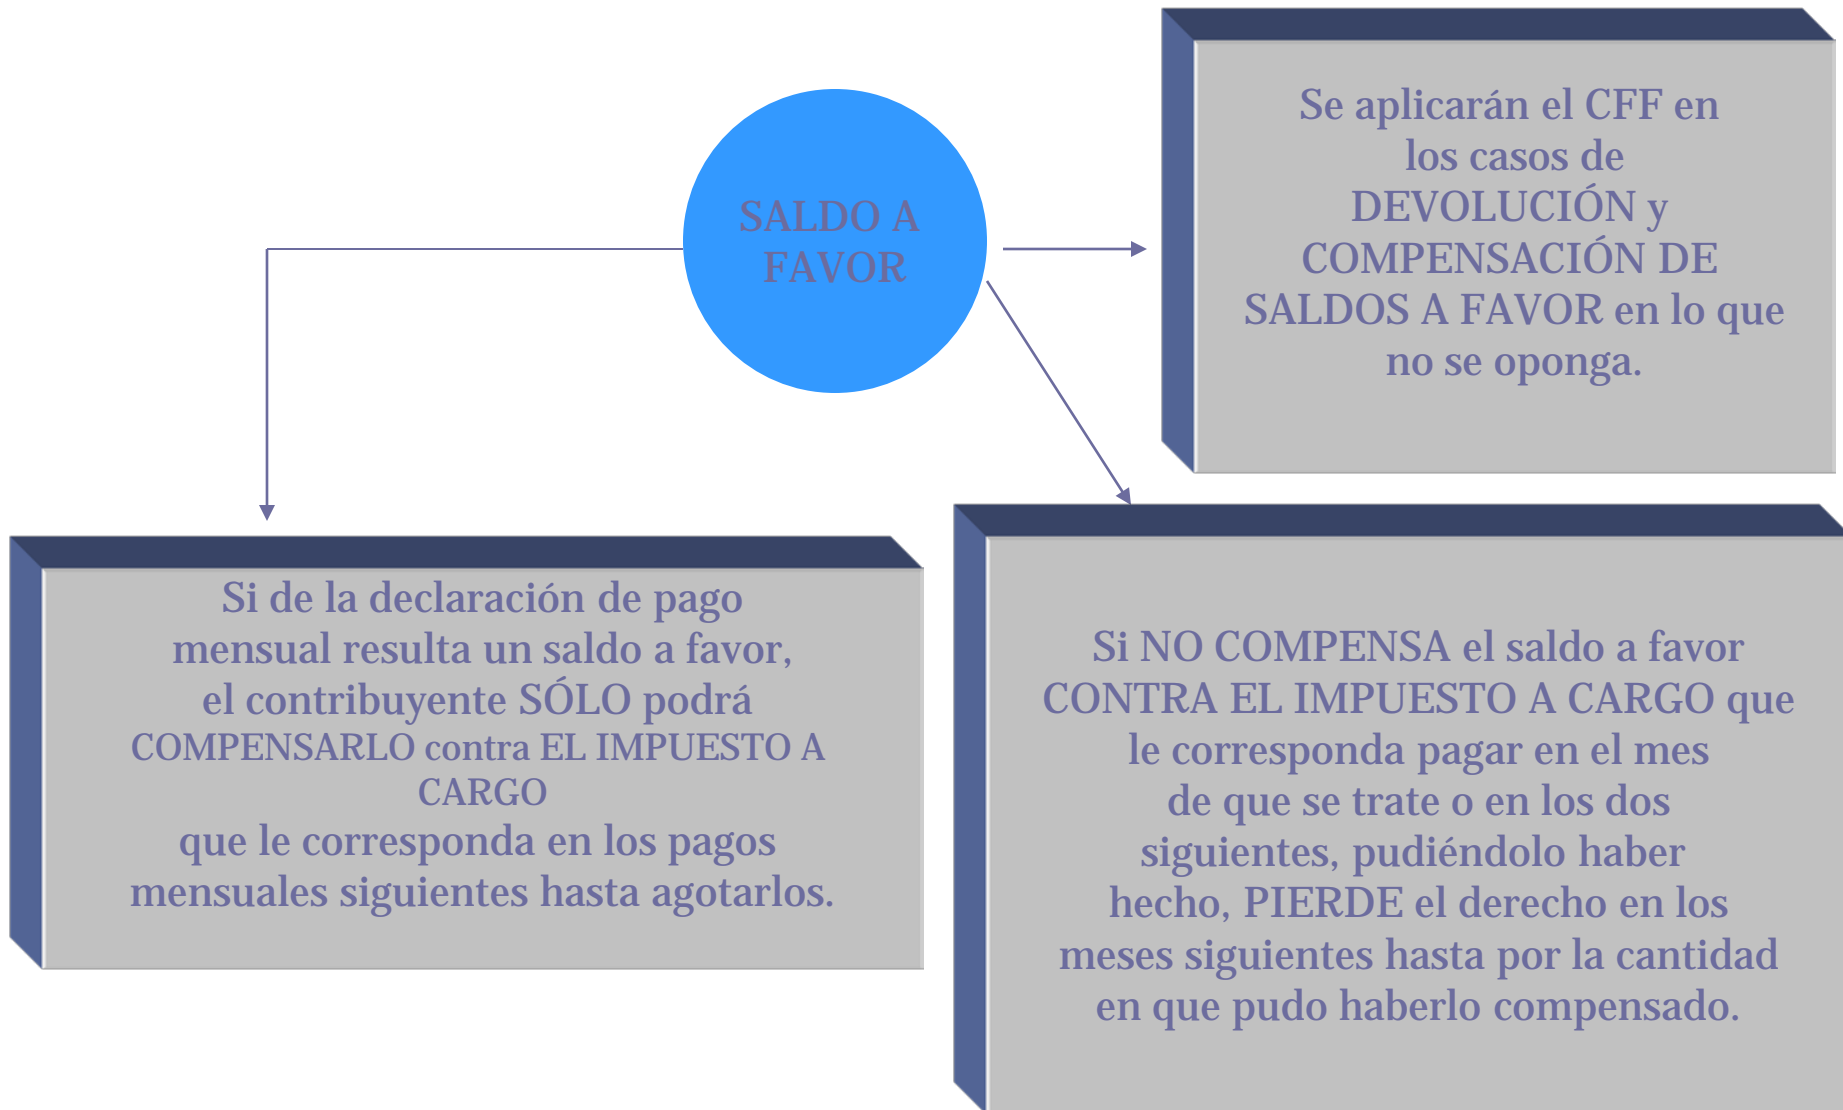 SALDO A
FAVOR
Se aplicarán el CFF en
los casos de
DEVOLUCIÓN y
COMPENSACIÓN DE
SALDOS A FAVOR en lo que
no se oponga.
Si de la declaración de pago
mensual resulta un saldo a favor,
el contribuyente SÓLO podrá
COMPENSARLO contra EL IMPUESTO A
CARGO
que le corresponda en los pagos
mensuales siguientes hasta agotarlos.
Si NO COMPENSA el saldo a favor
CONTRA EL IMPUESTO A CARGO que
le corresponda pagar en el mes
de que se trate o en los dos
siguientes, pudiéndolo haber
hecho, PIERDE el derecho en los
meses siguientes hasta por la cantidad
en que pudo haberlo compensado.